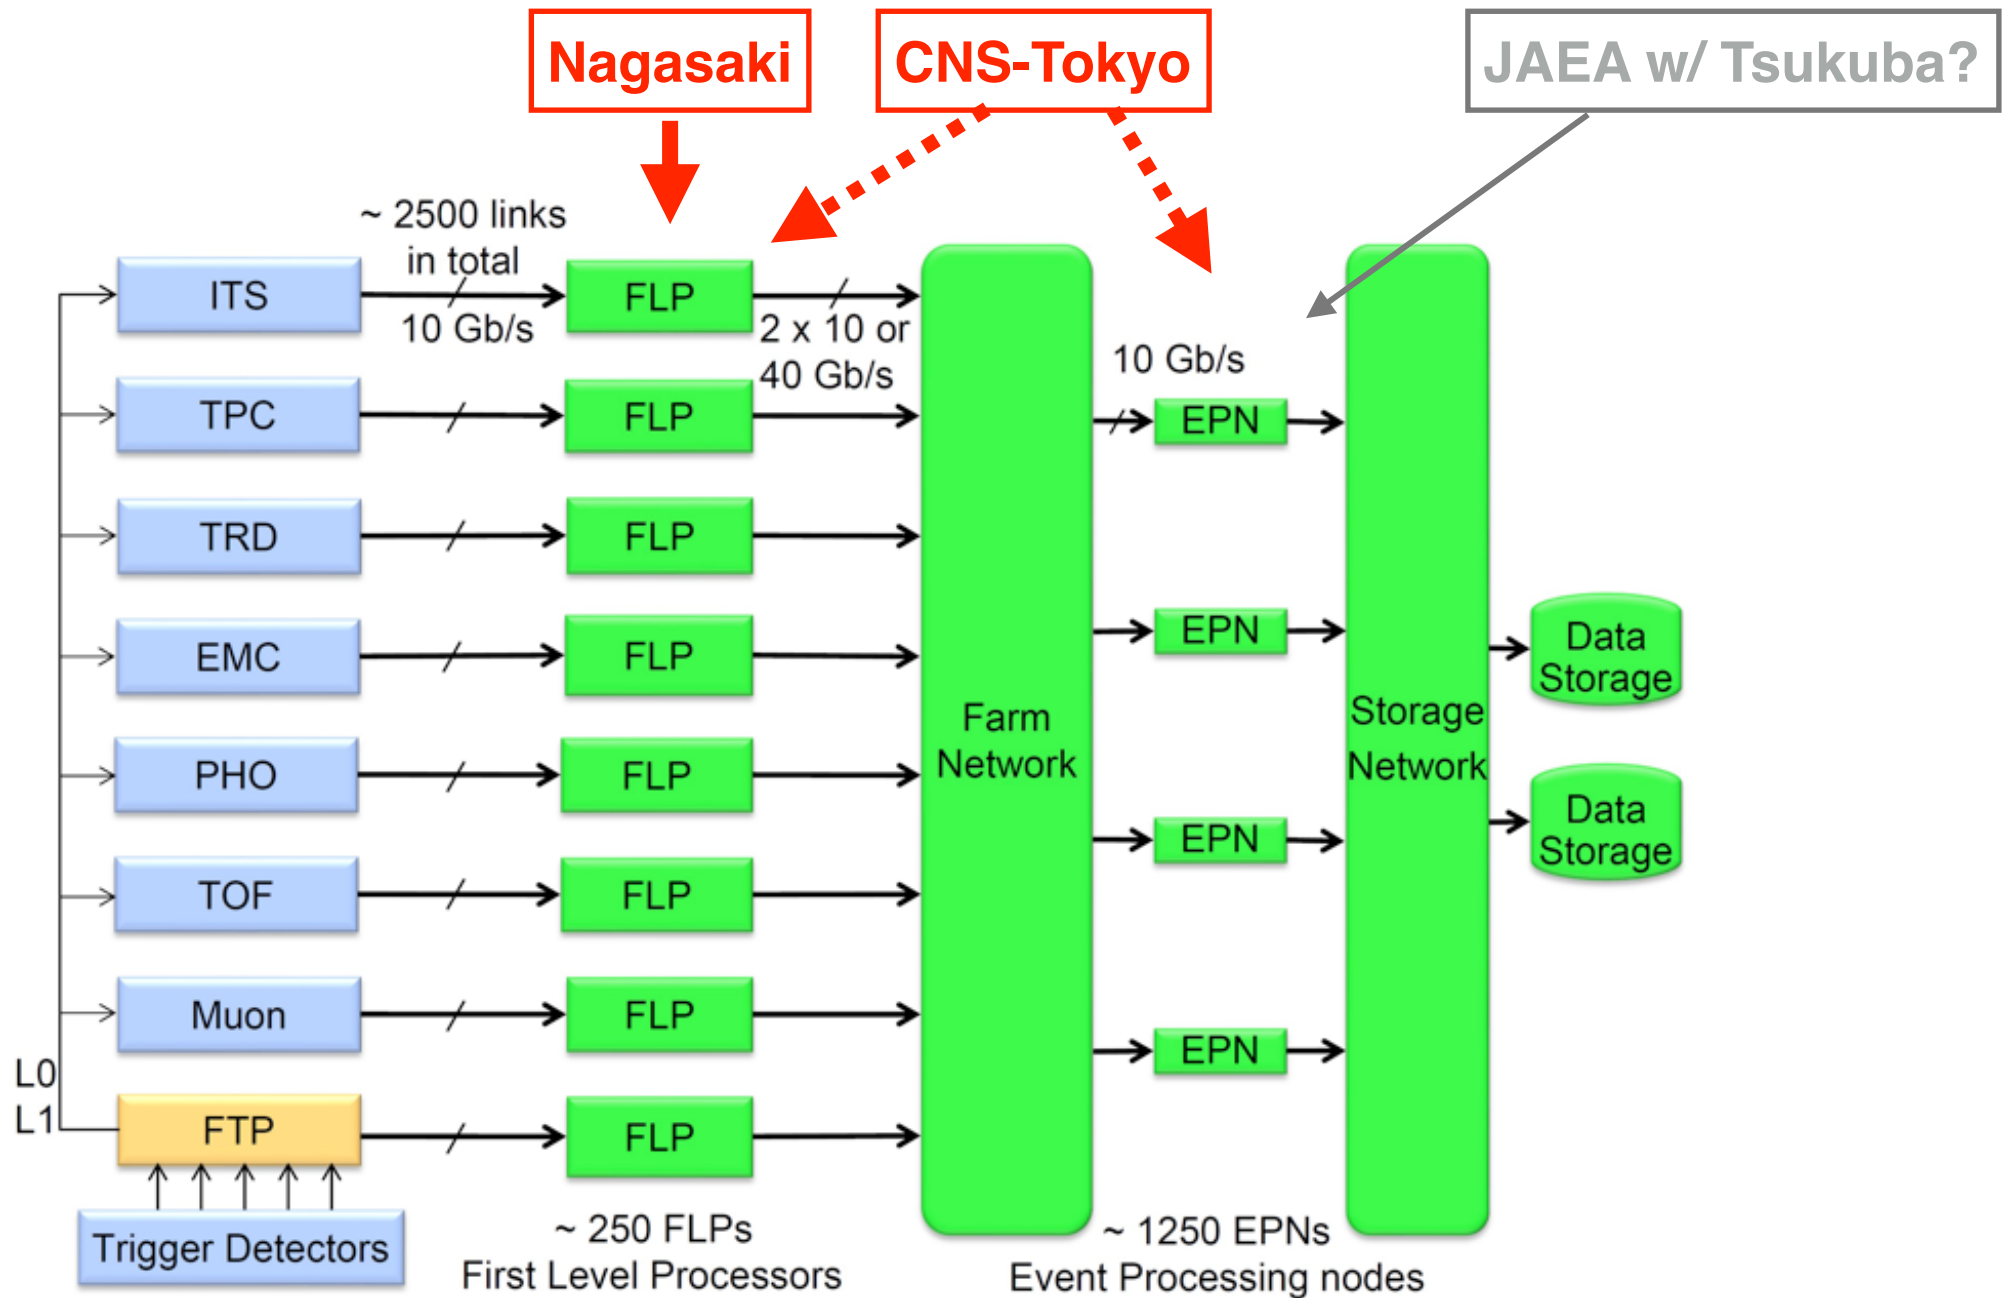 Nagasaki
CNS-Tokyo
JAEA w/ Tsukuba?
~ 2500 links
in total
10 Gb/s
2 x 10 or
40 Gb/s
10 Gb/s
ITS
FLP
TPC
FLP
EPN
TRD
FLP
EMC
FLP
EPN
Data
Storage
Farm
Network
Storage
Network
PHO
FLP
Data
Storage
EPN
TOF
FLP
Muon
FLP
EPN
L0
L1
FTP
FLP
Trigger Detectors
~ 250 FLPs
First Level Processors
~ 1250 EPNs
Event Processing nodes